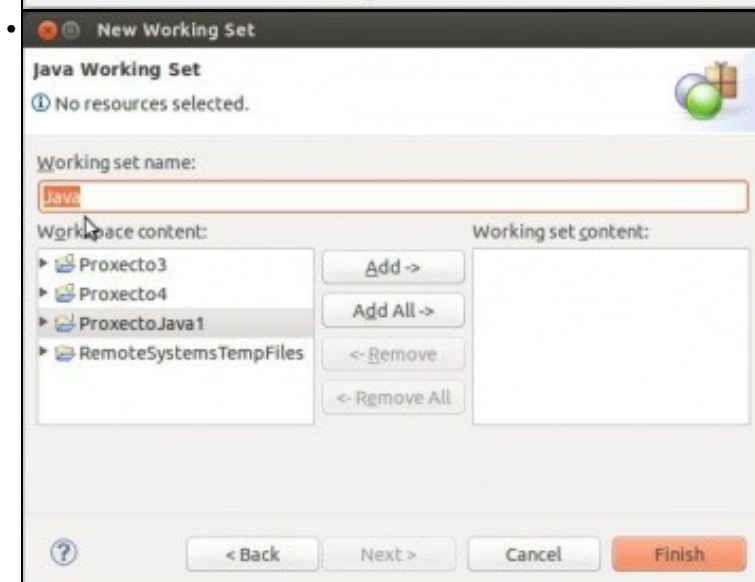 New Working Set
Java Working Set
No resources selected.
Working set name:
Java
Workspace content:
Working set content:
Proxecto3
Proxecto4
ProxectoJava1
RemoteSystemsTempFiles
Add ->
Add All ->
<- Remove
<- Remove All
< Back
Next >
Cancel
Finish